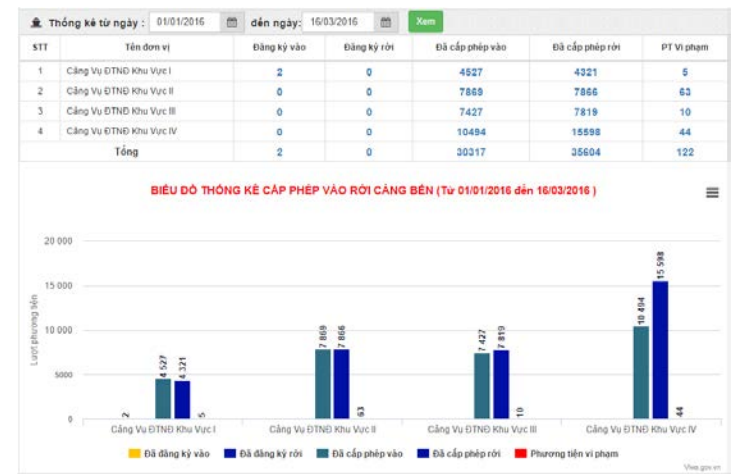 Thống kê từ ngày : 01/01/2016 đến ngày: 16/03/2016 Xem
STT Tên đơn vị Đăng ký vào Đăng ký rời Đã cấp phép vào Đã cấp phép rời PT Vi phạm
1 Cảng Vụ ĐTNĐ Khu Vực I 2 0 4527 4321 5
2 Cảng Vụ ĐTNĐ Khu Vực II 0 0 7869 7866 63
3 Cảng Vụ ĐTNĐ Khu Vực III 0 0 7427 7819 10
4 Cảng Vụ ĐTNĐ Khu Vực IV 0 0 10494 15598 44
Tổng 2 0 30317 35604 122
BIỂU ĐỒ THỐNG KÊ CẤP PHÉP VÀO RỜI CẢNG BẾN (Từ 01/01/2016 đến 16/03/2016 )
Lượt phương tiện
20 000
15 000
10 000
5000
0
2 4 527 4 321 5
7 869 7 866 63
7 427 7 819 10
10 494 15 598 44
Cảng Vụ ĐTNĐ Khu Vực I Cảng Vụ ĐTNĐ Khu Vực II Cảng Vụ ĐTNĐ Khu Vực III Cảng Vụ ĐTNĐ Khu Vực IV
Đã đăng ký vào Đã đăng ký rời Đã cấp phép vào Đã cấp phép rời Phương tiện vi phạm
Viwa.gov.vn